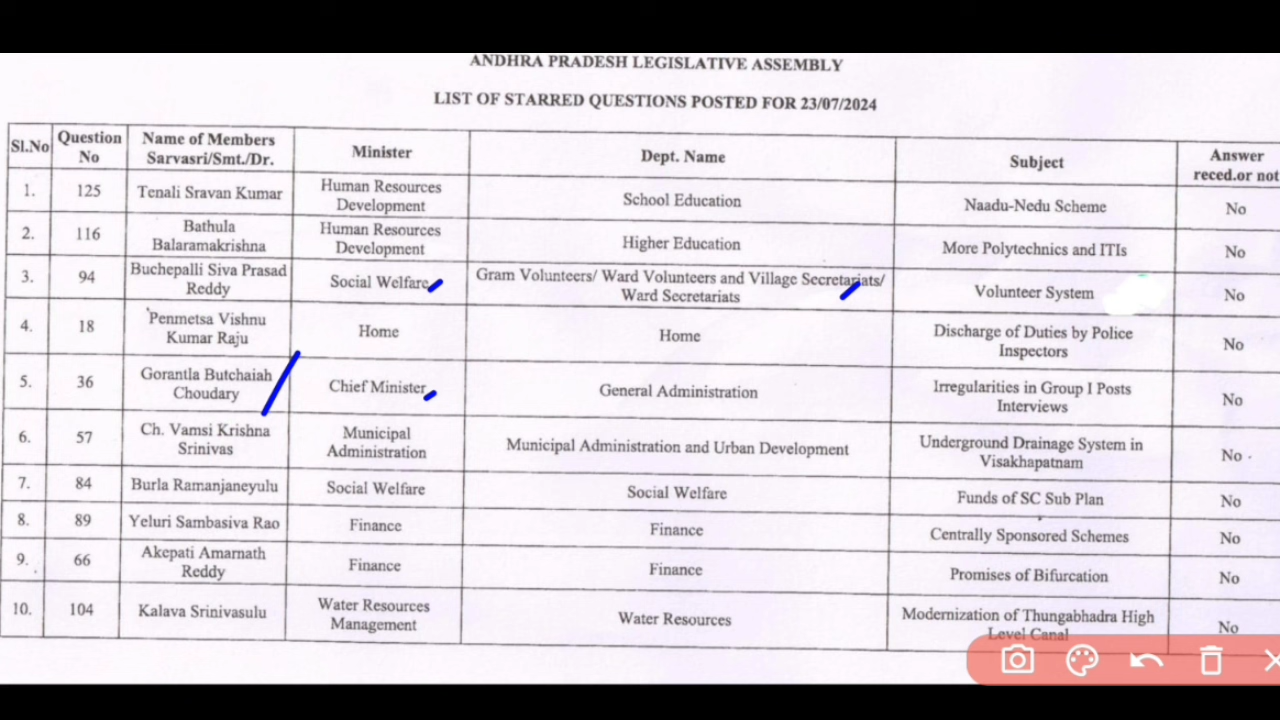 ANDHRA PRADESH LEGISLATIVE ASSEMBLY
LIST OF STARRED QUESTIONS POSTED FOR 23/07/2024
Sl.No Question No Name of Members Sarvasri/Smt./Dr. Minister Dept. Name Subject Answer reced.or not
1. 125 Tenali Sravan Kumar Human Resources Development School Education Naadu-Nedu Scheme No
2. 116 Bathula Balaramakrishna Human Resources Development Higher Education More Polytechnics and ITIs No
3. 94 Buchepalli Siva Prasad Reddy Social Welfare Gram Volunteers/ Ward Volunteers and Village Secretariats/ Ward Secretariats Volunteer System No
4. 18 Penmetsa Vishnu Kumar Raju Home Home Discharge of Duties by Police Inspectors No
5. 36 Gorantla Butchaiah Choudary Chief Minister General Administration Irregularities in Group I Posts Interviews No
6. 57 Ch. Vamsi Krishna Srinivas Municipal Administration Municipal Administration and Urban Development Underground Drainage System in Visakhapatnam No
7. 84 Burla Ramanjaneyulu Social Welfare Social Welfare Funds of SC Sub Plan No
8. 89 Yeluri Sambasiva Rao Finance Finance Centrally Sponsored Schemes No
9. 66 Akepati Amarnath Reddy Finance Finance Promises of Bifurcation No
10. 104 Kalava Srinivasulu Water Resources Management Water Resources Modernization of Thungabhadra High Level Canal No